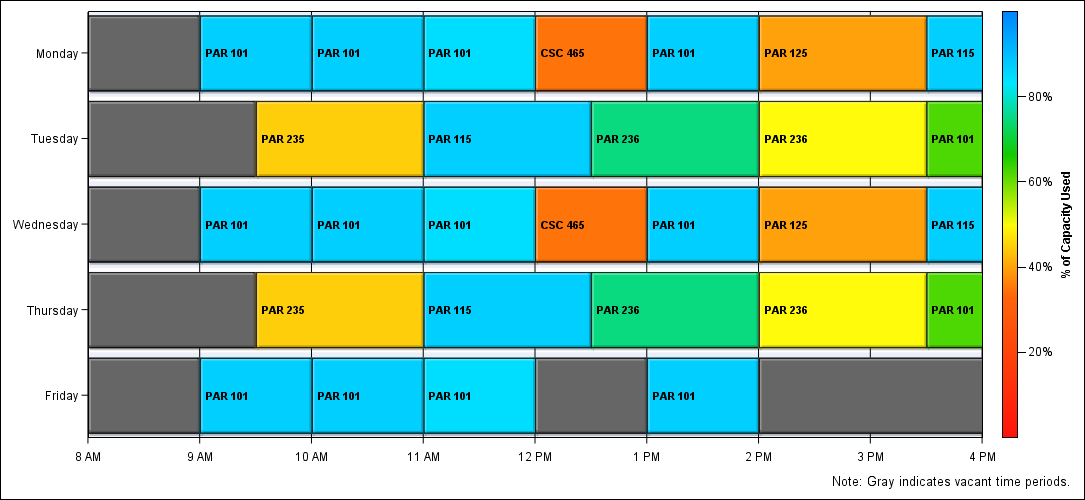 Monday PAR 101 PAR 101 PAR 101 CSC 465 PAR 101 PAR 125 PAR 115
Tuesday PAR 235 PAR 115 PAR 236 PAR 236 PAR 101
Wednesday PAR 101 PAR 101 PAR 101 CSC 465 PAR 101 PAR 125 PAR 115
Thursday PAR 235 PAR 115 PAR 236 PAR 236 PAR 101
Friday PAR 101 PAR 101 PAR 101 PAR 101
8 AM 9 AM 10 AM 11 AM 12 PM 1 PM 2 PM 3 PM 4 PM
80%
60%
40%
20%
% of Capacity Used
Note: Gray indicates vacant time periods.